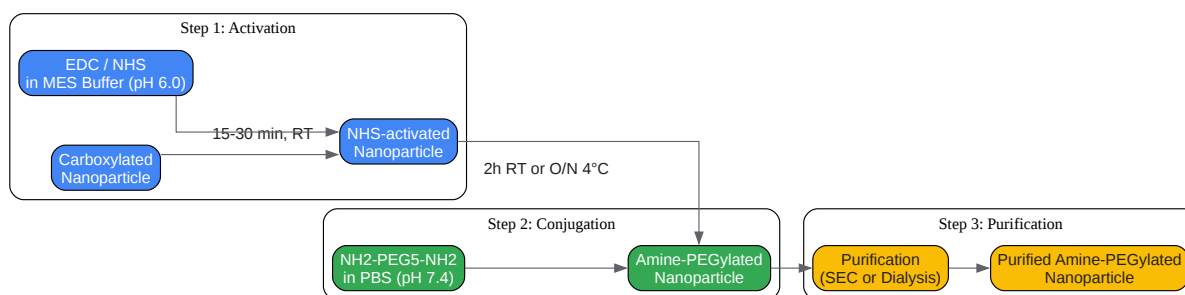 Step 1: Activation
EDC / NHS
in MES Buffer (pH 6.0)
15-30 min, RT
NHS-activated
Nanoparticle
Carboxylated
Nanoparticle
2h RT or O/N 4°C
Step 2: Conjugation
NH2-PEG5-NH2
in PBS (pH 7.4)
Amine-PEGylated
Nanoparticle
Step 3: Purification
Purification
(SEC or Dialysis)
Purified Amine-PEGylated
Nanoparticle